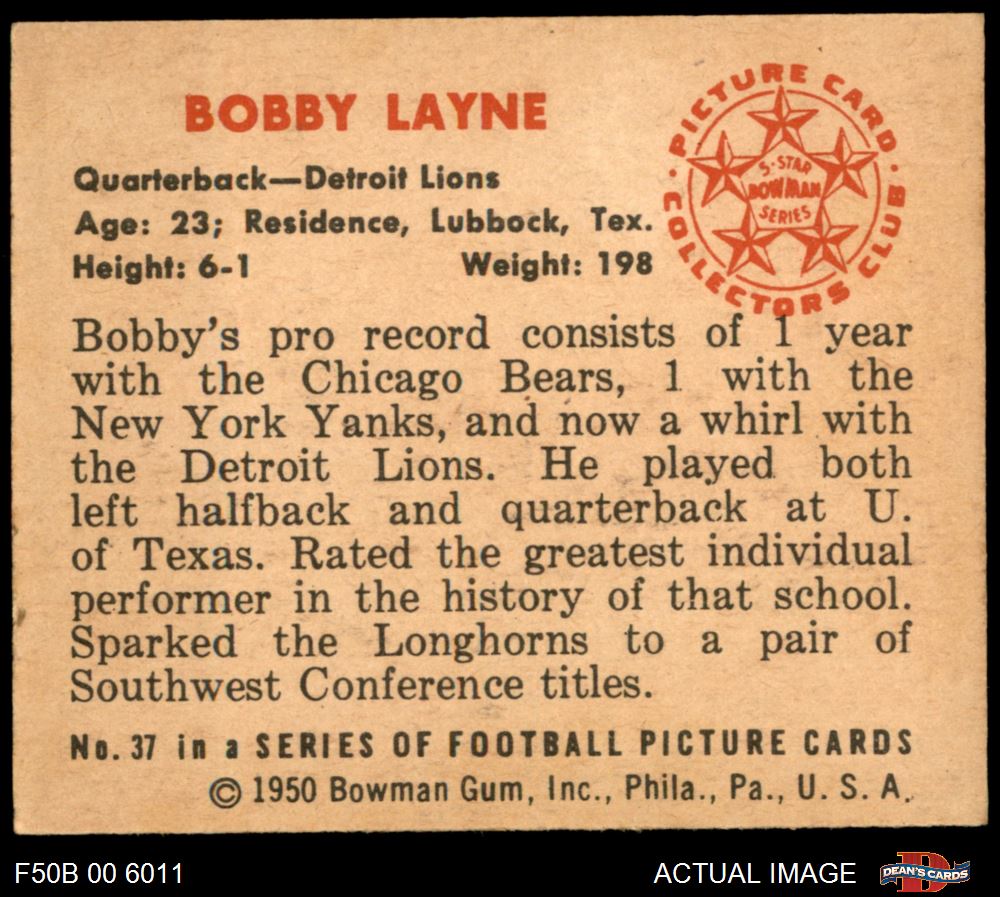 BOBBY LAYNE
Quarterback—Detroit Lions
Age: 23; Residence, Lubbock, Tex.
Height: 6-1 Weight: 198
PICTURE CARD
COLLECTORS CLUB
5-STAR
BOWMAN
SERIES
Bobby's pro record consists of 1 year
with the Chicago Bears, 1 with the
New York Yanks, and now a whirl with
the Detroit Lions. He played both
left halfback and quarterback at U.
of Texas. Rated the greatest individual
performer in the history of that school.
Sparked the Longhorns to a pair of
Southwest Conference titles.
No. 37 in a SERIES OF FOOTBALL PICTURE CARDS
© 1950 Bowman Gum, Inc., Phila., Pa., U. S. A.
F50B 00 6011
ACTUAL IMAGE
D
DEAN'S CARDS